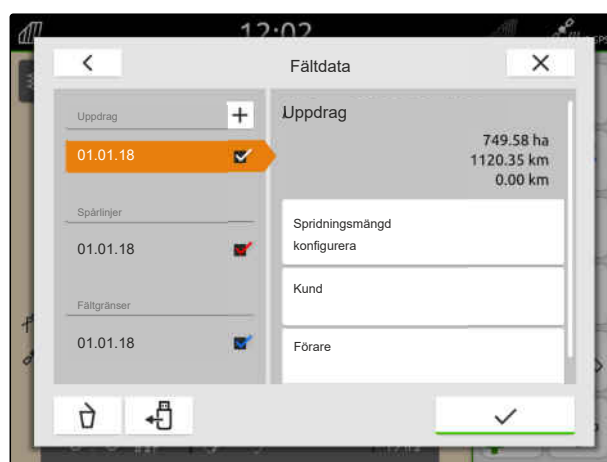 12:02
Fältdata
Uppdrag
01.01.18
Spårlinjer
01.01.18
Fältgränser
01.01.18
Uppdrag
749.58 ha
1120.35 km
0.00 km
Spridningsmängd
konfigurera
Kund
Förare